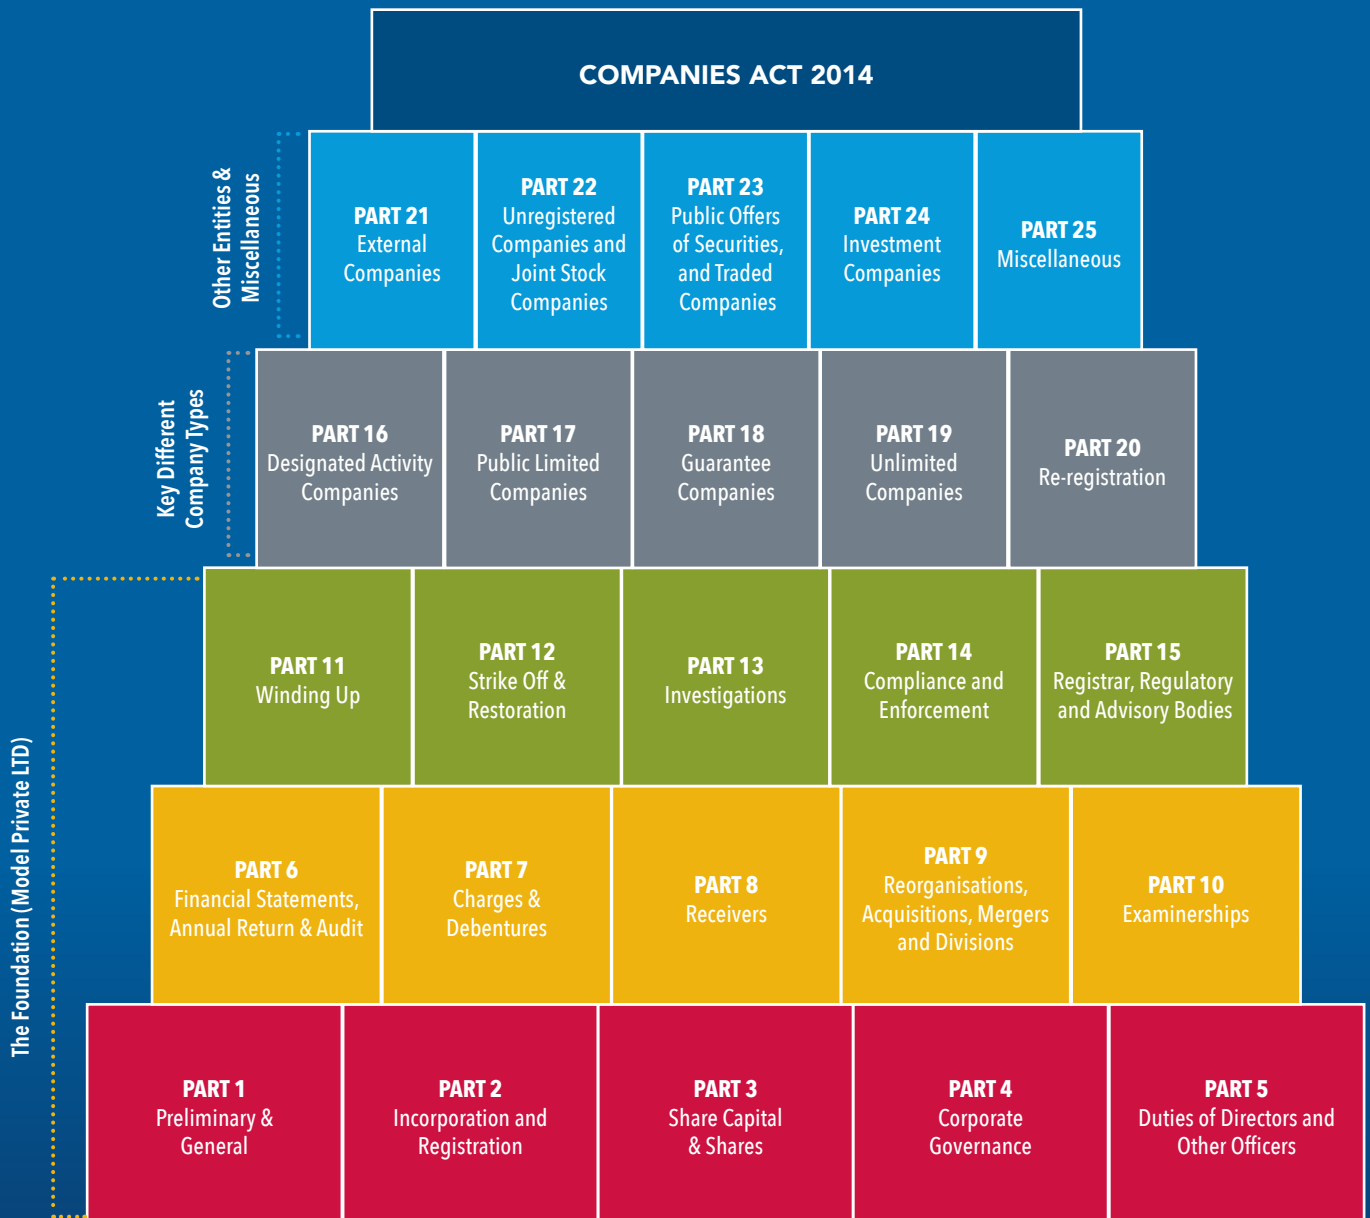 COMPANIES ACT 2014
Other Entities &
Miscellaneous
PART 21
External
Companies
PART 22
Unregistered
Companies and
Joint Stock
Companies
PART 23
Public Offers
of Securities,
and Traded
Companies
PART 24
Investment
Companies
PART 25
Miscellaneous
Key Different
Company Types
PART 16
Designated Activity
Companies
PART 17
Public Limited
Companies
PART 18
Guarantee
Companies
PART 19
Unlimited
Companies
PART 20
Re-registration
The Foundation (Model Private LTD)
PART 11
Winding Up
PART 12
Strike Off &
Restoration
PART 13
Investigations
PART 14
Compliance and
Enforcement
PART 15
Registrar, Regulatory
and Advisory Bodies
PART 6
Financial Statements,
Annual Return & Audit
PART 7
Charges &
Debentures
PART 8
Receivers
PART 9
Reorganisations,
Acquisitions, Mergers
and Divisions
PART 10
Examinerships
PART 1
Preliminary &
General
PART 2
Incorporation and
Registration
PART 3
Share Capital
& Shares
PART 4
Corporate
Governance
PART 5
Duties of Directors and
Other Officers